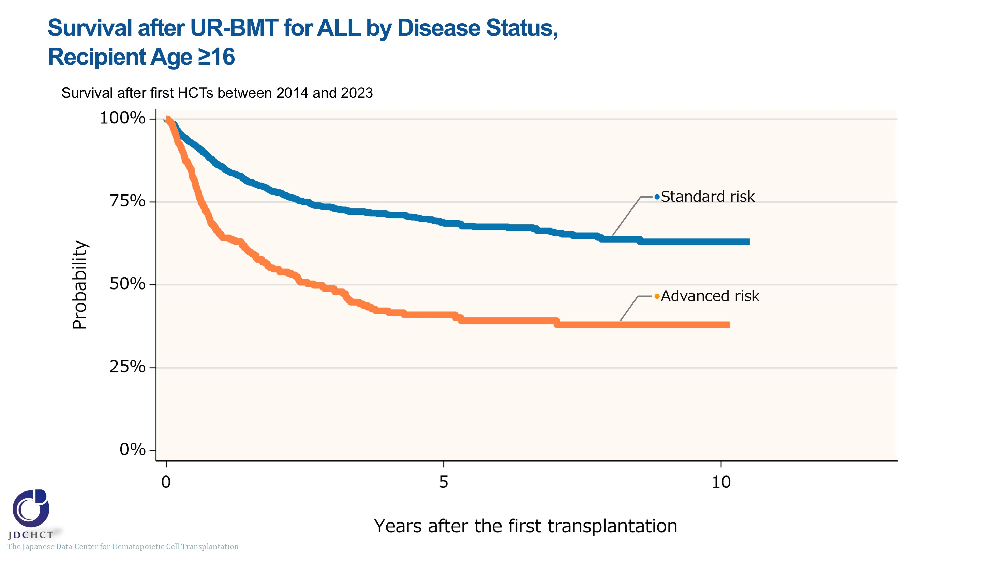 Survival after UR-BMT for ALL by Disease Status,
Recipient Age ≥16
Survival after first HCTs between 2014 and 2023
100%
75%
50%
25%
0%
Probability
Standard risk
Advanced risk
0
5
10
Years after the first transplantation
JDCHCT
The Japanese Data Center for Hematopoietic Cell Transplantation